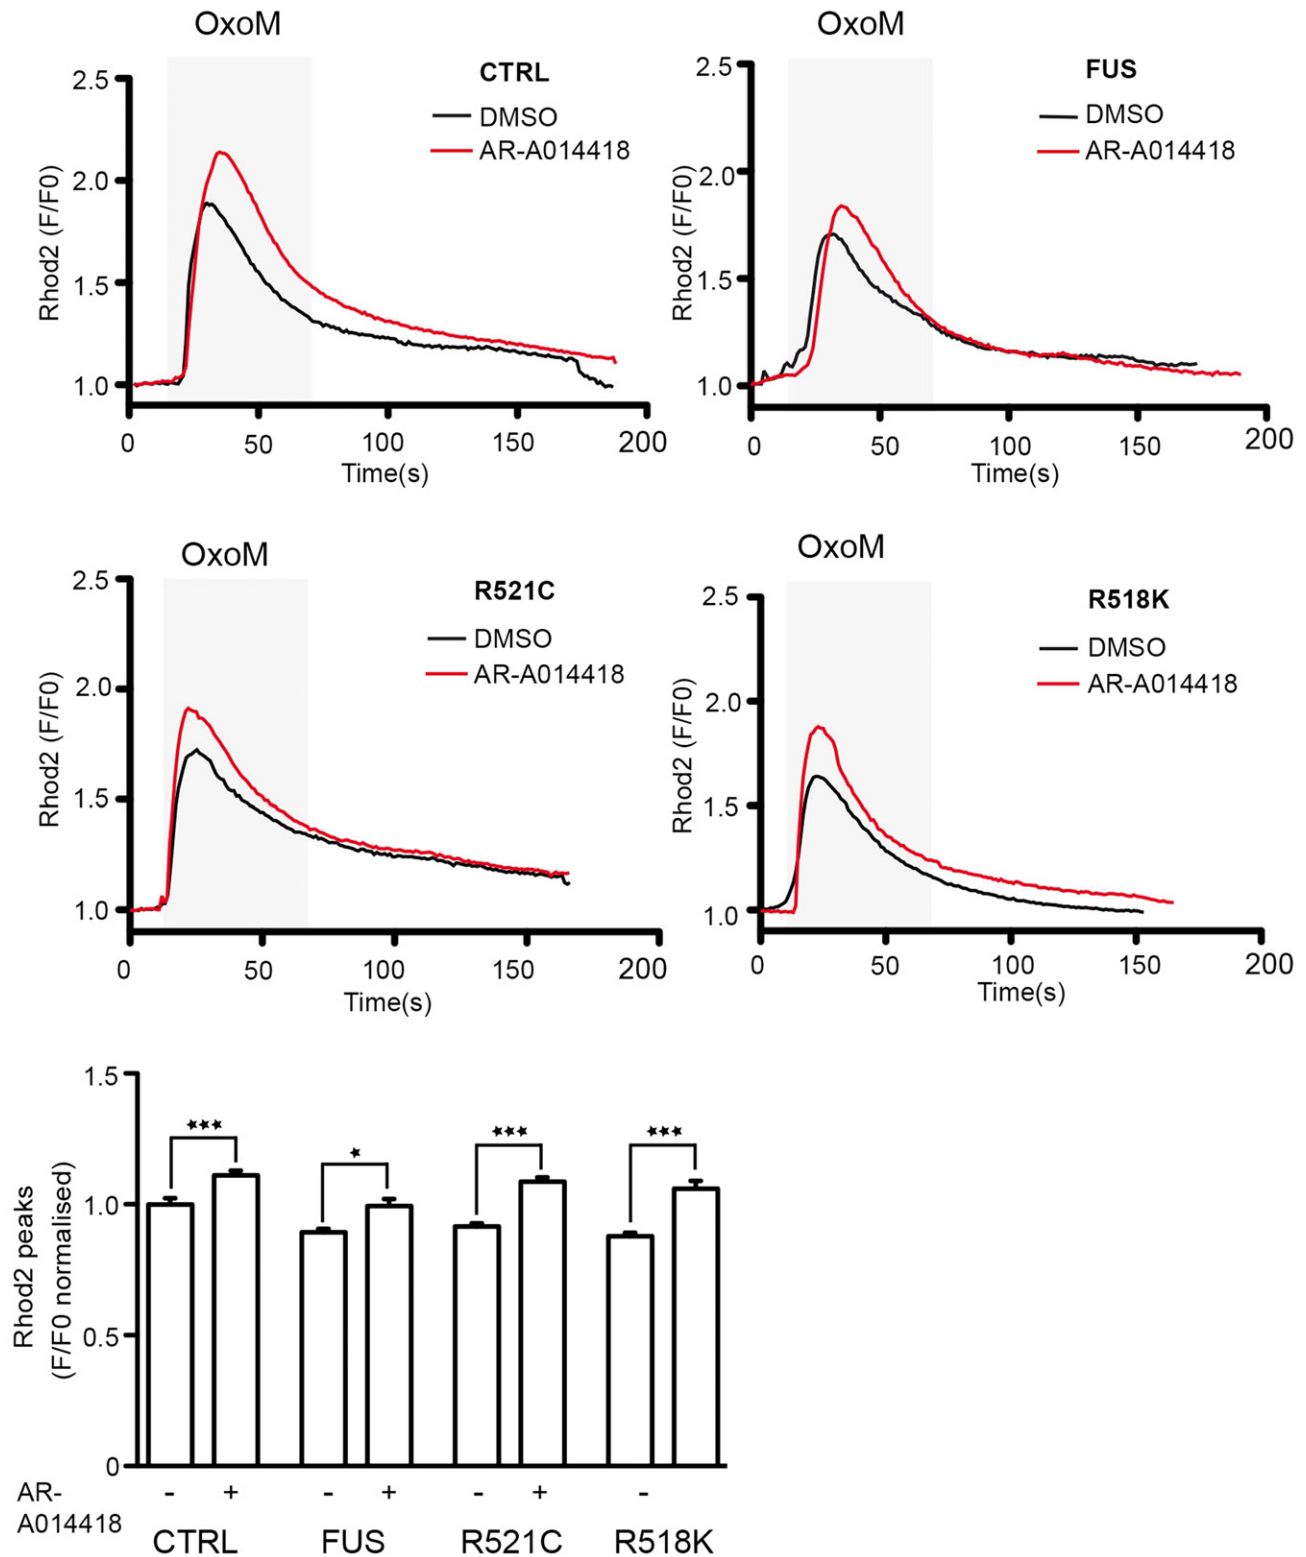 OxoM
CTRL
DMSO
AR-A014418
Rhod2 (F/F0)
2.5
2.0
1.5
1.0
0 50 100 150 200
Time(s)
OxoM
FUS
DMSO
AR-A014418
Rhod2 (F/F0)
2.5
2.0
1.5
1.0
0 50 100 150 200
Time(s)
OxoM
R521C
DMSO
AR-A014418
Rhod2 (F/F0)
2.5
2.0
1.5
1.0
0 50 100 150 200
Time(s)
OxoM
R518K
DMSO
AR-A014418
Rhod2 (F/F0)
2.5
2.0
1.5
1.0
0 50 100 150 200
Time(s)
Rhod2 peaks
(F/F0 normalised)
1.5
1.0
0.5
0
★★★ ★ ★★★ ★★★
AR- - + - + - + -
A014418
CTRL FUS R521C R518K